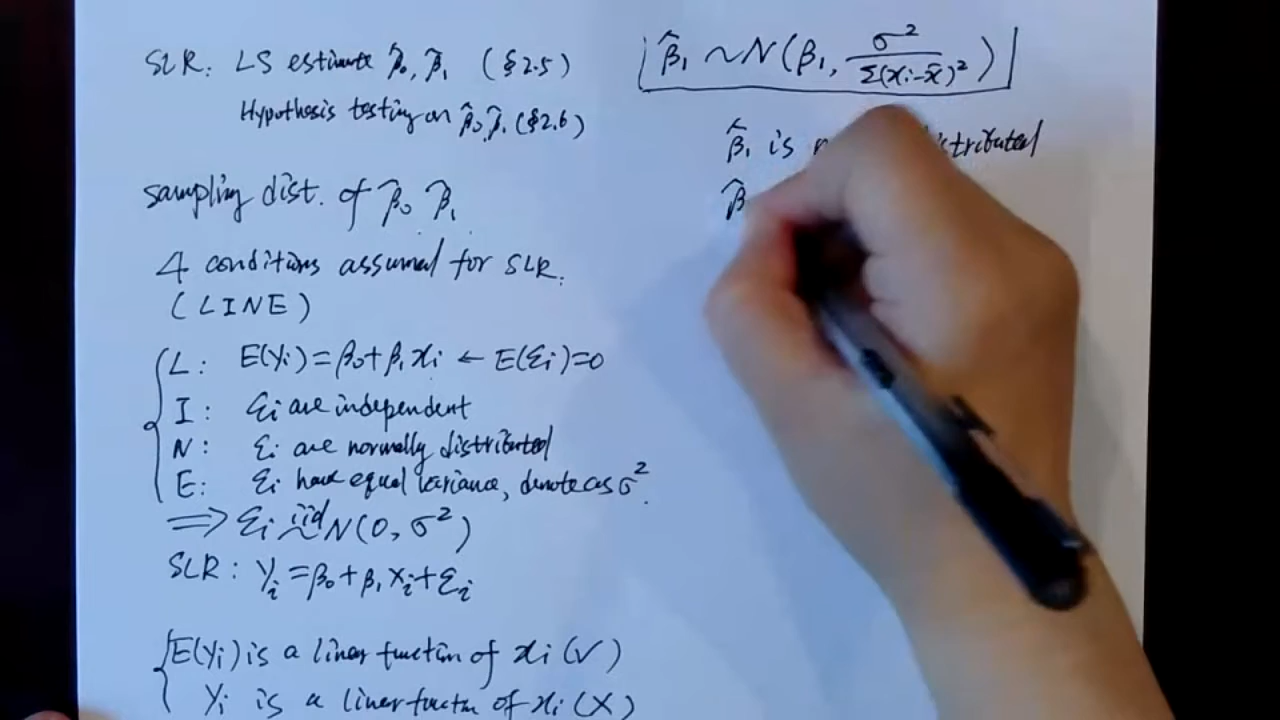 SLR: LS estimate β̂₀, β̂₁ (§2.5)
Hypothesis testing on β̂₀ β̂₁ (§2.6)
sampling dist. of β̂₀ β̂₁
4 conditions assumed for SLR.
(LINE)
L: E(Yi)=β₀+β₁xi ← E(εi)=0
I: εi are independent
N: εi are normally distributed
E: εi have equal variance, denote as σ².
⇒ εi iid~ N(0, σ²)
SLR: Yi=β₀+β₁Xi+εi
E(Yi) is a linear function of xi (√)
Yi is a linear functn of xi (X)
β̂₁ ~ N(β₁, σ²/Σ(xi-x̄)²)
β̂₁ is
β̂